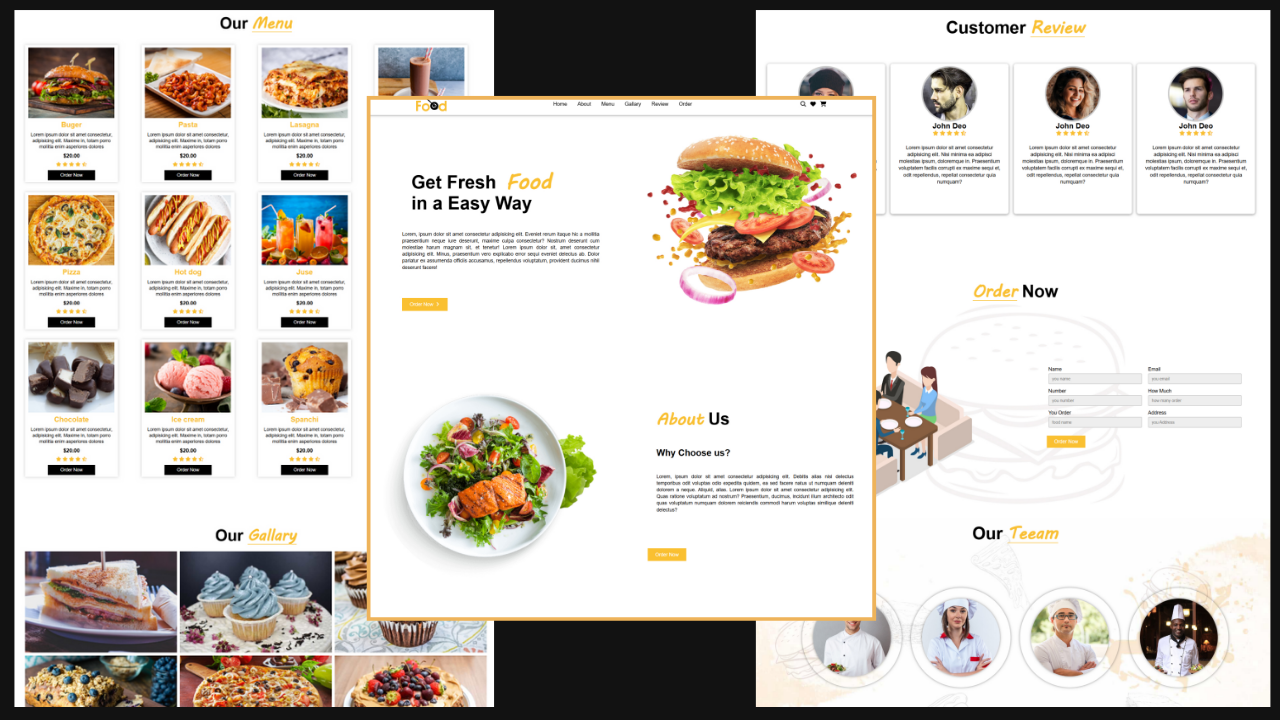 Our Menu
Buger
Lorem ipsum dolor sit amet consectetur,
adipisicing elit. Maxime in, totam porro
mollitia enim asperiores dolores
$20.00
Order Now
Pasta
Lorem ipsum dolor sit amet consectetur,
adipisicing elit. Maxime in, totam porro
mollitia enim asperiores dolores
$20.00
Order Now
Lasagna
Lorem ipsum dolor sit amet consectetur,
adipisicing elit. Maxime in, totam porro
mollitia enim asperiores dolores
$20.00
Order Now
Pizza
Lorem ipsum dolor sit amet consectetur,
adipisicing elit. Maxime in, totam porro
mollitia enim asperiores dolores
$20.00
Order Now
Hot dog
Lorem ipsum dolor sit amet consectetur,
adipisicing elit. Maxime in, totam porro
mollitia enim asperiores dolores
$20.00
Order Now
Juse
Lorem ipsum dolor sit amet consectetur,
adipisicing elit. Maxime in, totam porro
mollitia enim asperiores dolores
$20.00
Order Now
Chocolate
Lorem ipsum dolor sit amet consectetur,
adipisicing elit. Maxime in, totam porro
mollitia enim asperiores dolores
$20.00
Order Now
ice cream
Lorem ipsum dolor sit amet consectetur,
adipisicing elit. Maxime in, totam porro
mollitia enim asperiores dolores
$20.00
Order Now
Spanchi
Lorem ipsum dolor sit amet consectetur,
adipisicing elit. Maxime in, totam porro
mollitia enim asperiores dolores
$20.00
Order Now
Our Gallary
Food
Home About Menu Gallary Review Order
Get Fresh Food
in a Easy Way
Lorem, ipsum dolor sit amet consectetur adipisicing elit. Eveniet rerum itaque hic a mollitia
praesentium neque iure deserunt, maxime culpa consectetur? Nostrum deserunt cum
molestiae harum magnam sit, et tenetur! Lorem ipsum dolor sit amet, consectetur
adipisicing elit. Minus, praesentium vero explicabo error sequi eveniet delectus ab. Dolor
pariatur ex assumenda officiis accusamus, repellendus voluptatum, provident ducimus nihil
deserunt facere!
Order Now
About Us
Why Choose us?
Lorem, ipsum dolor sit amet consectetur adipisicing elit. Debitis alias nisi delectus
temporibus odit voluptas odio expedita quidem, ea sed facere natus ut numquam deleniti
dolorem a neque. Aliquid, alias. Lorem ipsum dolor sit amet consectetur adipisicing elit.
Quae ratione voluptatum ad nostrum? Praesentium, ducimus, incidunt illum architecto odit
quas voluptatum numquam dolorem reiciendis commodi harum voluptas similique deleniti
delectus?
Order Now
Customer Review
John Deo
Lorem ipsum dolor sit amet consectetur
adipisicing elit. Nisi minima ea adipisci
molestias ipsum, doloremque in. Praesentium
voluptatem facilis corrupti ex maxime sequi et,
odit repellendus, repellat consectetur quia
numquam?
John Deo
Lorem ipsum dolor sit amet consectetur
adipisicing elit. Nisi minima ea adipisci
molestias ipsum, doloremque in. Praesentium
voluptatem facilis corrupti ex maxime sequi et,
odit repellendus, repellat consectetur quia
numquam?
John Deo
Lorem ipsum dolor sit amet consectetur
adipisicing elit. Nisi minima ea adipisci
molestias ipsum, doloremque in. Praesentium
voluptatem facilis corrupti ex maxime sequi et,
odit repellendus, repellat consectetur quia
numquam?
Order Now
Name Email
you name you email
Number How Much
you number how many order
You Order Address
food name you Address
Order Now
Our Teeam